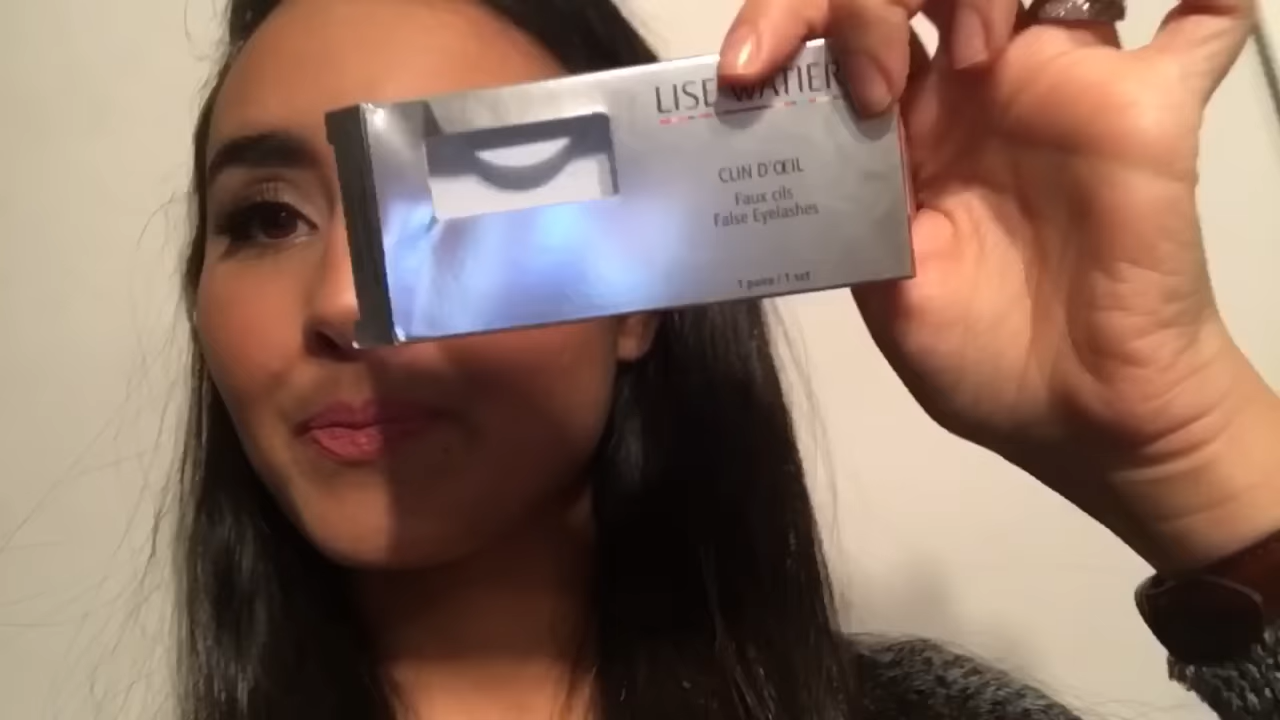 LISE WATIER
CLIN D'ŒIL
Faux cils
False Eyelashes
1 paire / 1 set